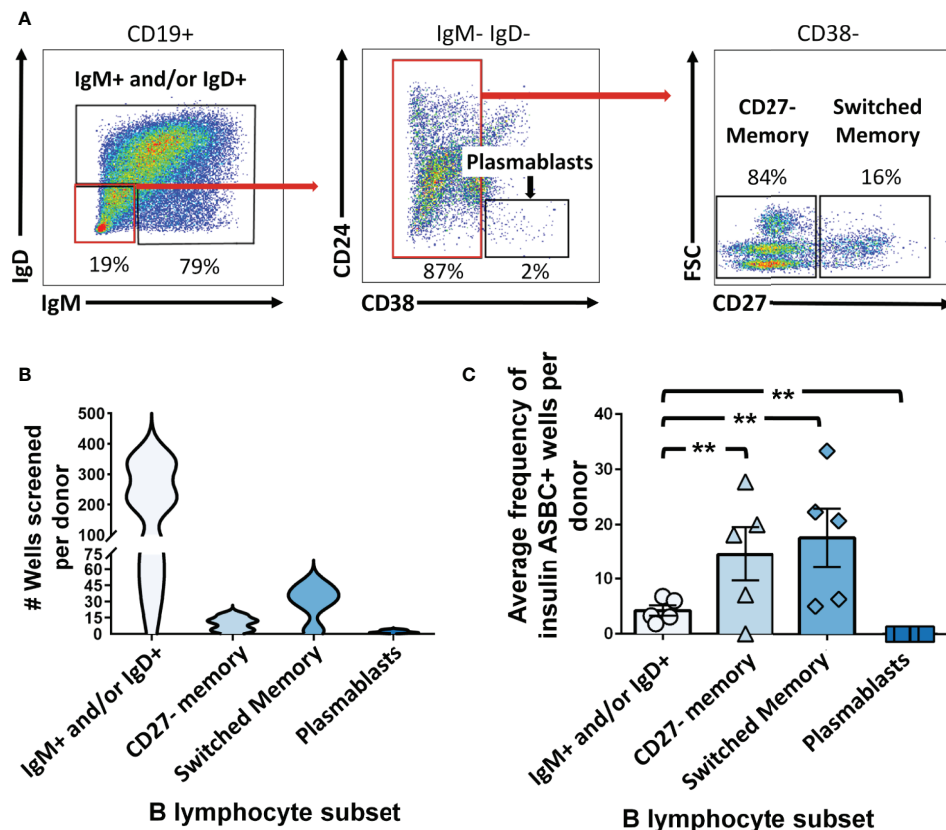 A
CD19+
IgM+ and/or IgD+
19%
79%
IgD
IgM
IgM- IgD-
Plasmablasts
87%
2%
CD24
CD38
CD38-
CD27-
Memory
Switched
Memory
84%
16%
FSC
CD27
B
# Wells screened
per donor
500
400
300
200
100
75
60
45
30
15
0
IgM+ and/or IgD+
CD27- memory
Switched Memory
Plasmablasts
B lymphocyte subset
C
Average frequency of
insulin ASBC+ wells per
donor
40
30
20
10
0
**
**
**
IgM+ and/or IgD+
CD27- memory
Switched Memory
Plasmablasts
B lymphocyte subset